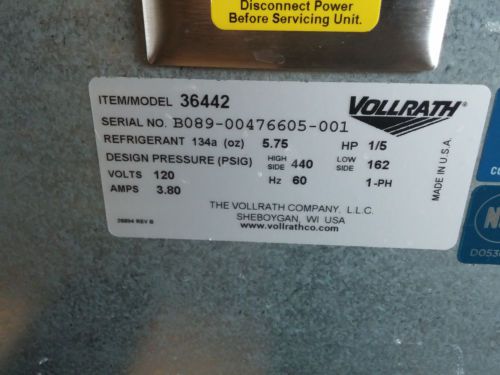 Disconnect Power
Before Servicing Unit.
ITEM/MODEL 36442
VOLLRATH®
SERIAL NO. B089-00476605-001
REFRIGERANT 134a (oz) 5.75 HP 1/5
DESIGN PRESSURE (PSIG) HIGH SIDE 440 LOW SIDE 162
VOLTS 120 Hz 60 1-PH
AMPS 3.80
MADE IN U.S.A.
THE VOLLRATH COMPANY, L.L.C.
SHEBOYGAN, WI USA
www.vollrathco.com